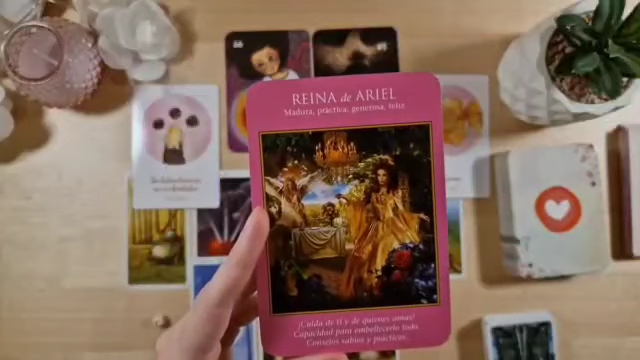 REINA de ARIEL
Madura, práctica, generosa, feliz
¡Cuida de ti y de quienes amas!
Capacidad para embellecerlo todo.
Consejos sabios y prácticos.